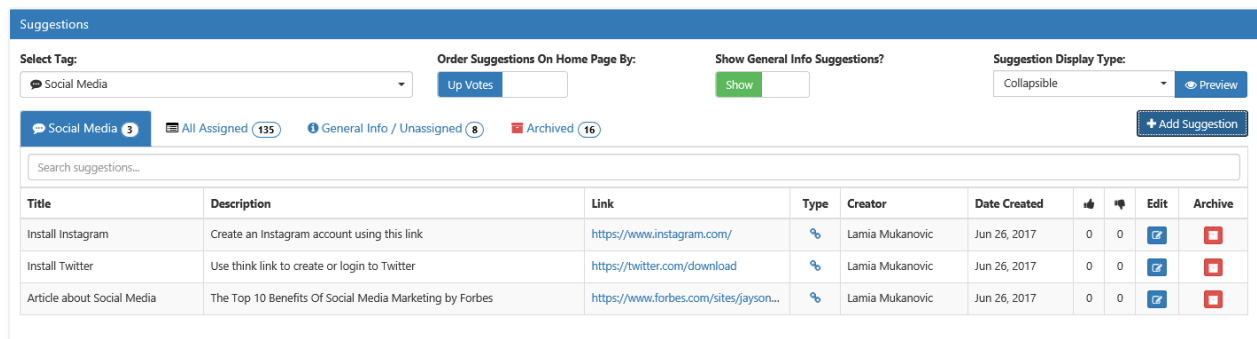 Suggestions
Select Tag: Order Suggestions On Home Page By: Show General Info Suggestions? Suggestion Display Type:
Social Media Up Votes Show Collapsible Preview
Social Media 3 All Assigned 135 General Info / Unassigned 8 Archived 16 + Add Suggestion
Search suggestions...
Title Description Link Type Creator Date Created Edit Archive
Install Instagram Create an Instagram account using this link https://www.instagram.com/ Lamia Mukanovic Jun 26, 2017 0 0
Install Twitter Use think link to create or login to Twitter https://twitter.com/download Lamia Mukanovic Jun 26, 2017 0 0
Article about Social Media The Top 10 Benefits Of Social Media Marketing by Forbes https://www.forbes.com/sites/jayson... Lamia Mukanovic Jun 26, 2017 0 0